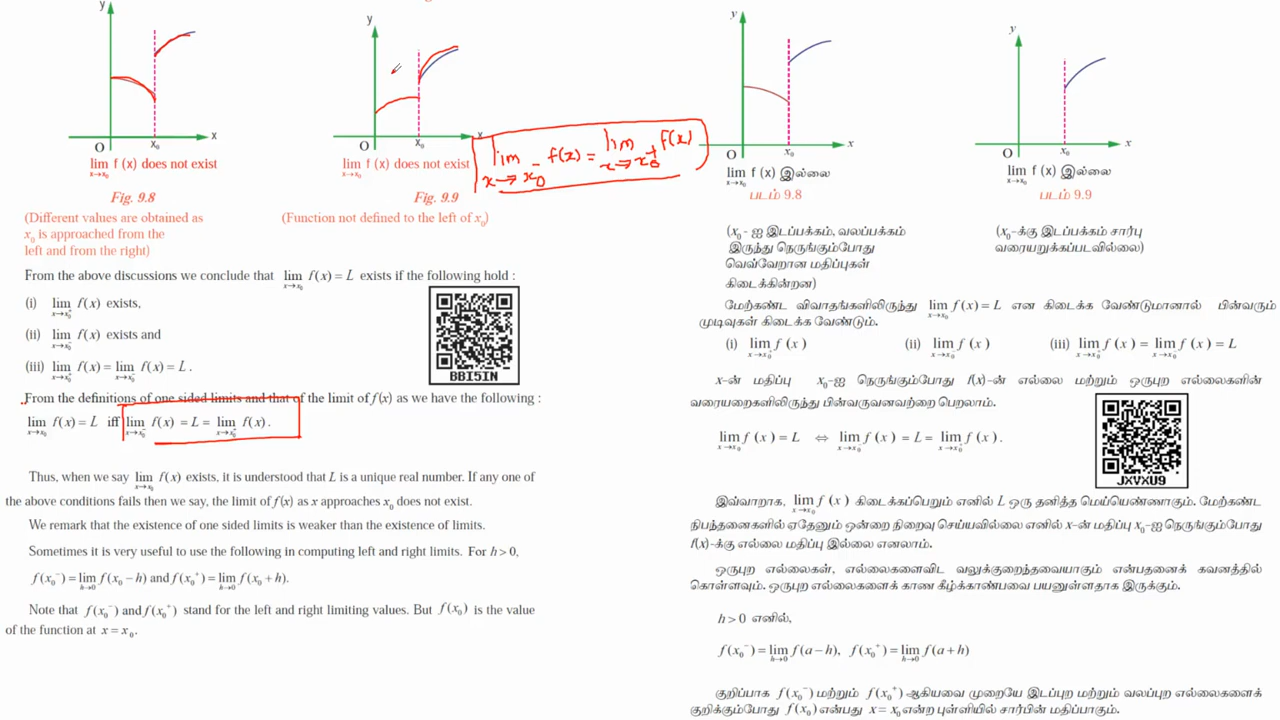 y
x
O
x₀
lim f (x) does not exist
x→x₀
Fig. 9.8
(Different values are obtained as
x₀ is approached from the
left and from the right)
y
x
x₀
O
lim f (x) does not exist
x→x₀
Fig. 9.9
(Function not defined to the left of x₀)
lim f(x) = lim f(x)
x→x₀⁻ x→x₀⁺
From the above discussions we conclude that lim f(x) = L exists if the following hold :
x→x₀
(i) lim f(x) exists,
x→x₀⁺
(ii) lim f(x) exists and
x→x₀⁻
(iii) lim f(x) = lim f(x) = L .
x→x₀⁺ x→x₀⁻
BBI5IN
From the definitions of one sided limits and that of the limit of f(x) as we have the following :
lim f(x) = L iff lim f(x) = L = lim f(x).
x→x₀ x→x₀⁻ x→x₀⁺
Thus, when we say lim f(x) exists, it is understood that L is a unique real number. If any one of
x→x₀
the above conditions fails then we say, the limit of f(x) as x approaches x₀ does not exist.
We remark that the existence of one sided limits is weaker than the existence of limits.
Sometimes it is very useful to use the following in computing left and right limits. For h > 0,
f(x₀⁻) = lim f(x₀ − h) and f(x₀⁺) = lim f(x₀ + h).
h→0 h→0
Note that f(x₀⁻) and f(x₀⁺) stand for the left and right limiting values. But f(x₀) is the value
of the function at x = x₀.
y
x
x₀
O
lim f (x) இல்லை
x→x₀
படம் 9.8
(x₀- ஐ இடப்பக்கம், வலப்பக்கம்
இருந்து நெருங்கும்போது
வெவ்வேறான மதிப்புகள்
கிடைக்கின்றன)
y
x
x₀
O
lim f (x) இல்லை
x→x₀
படம் 9.9
(x₀-க்கு இடப்பக்கம் சார்பு
வரையறுக்கப்படவில்லை)
மேற்கண்ட விவாதங்களிலிருந்து lim f(x) = L என கிடைக்க வேண்டுமானால் பின்வரும்
x→x₀
முடிவுகள் கிடைக்க வேண்டும்.
(i) lim f (x) (ii) lim f (x) (iii) lim f (x) = lim f (x) = L
x-ன் மதிப்பு x₀-ஐ நெருங்கும்போது f(x)-ன் எல்லை மற்றும் ஒருபுற எல்லைகளின்
வரையறைகளிலிருந்து பின்வருவனவற்றை பெறலாம்.
lim f (x) = L ⇔ lim f (x) = L = lim f (x).
JXVXU9
இவ்வாறாக, lim f (x) கிடைக்கப்பெறும் எனில் L ஒரு தனித்த மெய்யெண்ணாகும். மேற்கண்ட
x→x₀
நிபந்தனைகளில் ஏதேனும் ஒன்றை நிறைவு செய்யவில்லை எனில் x-ன் மதிப்பு x₀-ஐ நெருங்கும்போது
f(x)-க்கு எல்லை மதிப்பு இல்லை எனலாம்.
ஒருபுற எல்லைகள், எல்லைகளைவிட வலுக்குறைந்தவையாகும் என்பதனைக் கவனத்தில்
கொள்ளவும். ஒருபுற எல்லைகளைக் காண கீழ்க்காண்பவை பயனுள்ளதாக இருக்கும்.
h > 0 எனில்,
f(x₀⁻) = lim f(a − h), f(x₀⁺) = lim f(a + h)
h→0 h→0
குறிப்பாக f(x₀⁻) மற்றும் f(x₀⁺) ஆகியவை முறையே இடப்புற மற்றும் வலப்புற எல்லைகளைக்
குறிக்கும்போது f(x₀) என்பது x = x₀ என்ற புள்ளியில் சார்பின் மதிப்பாகும்.